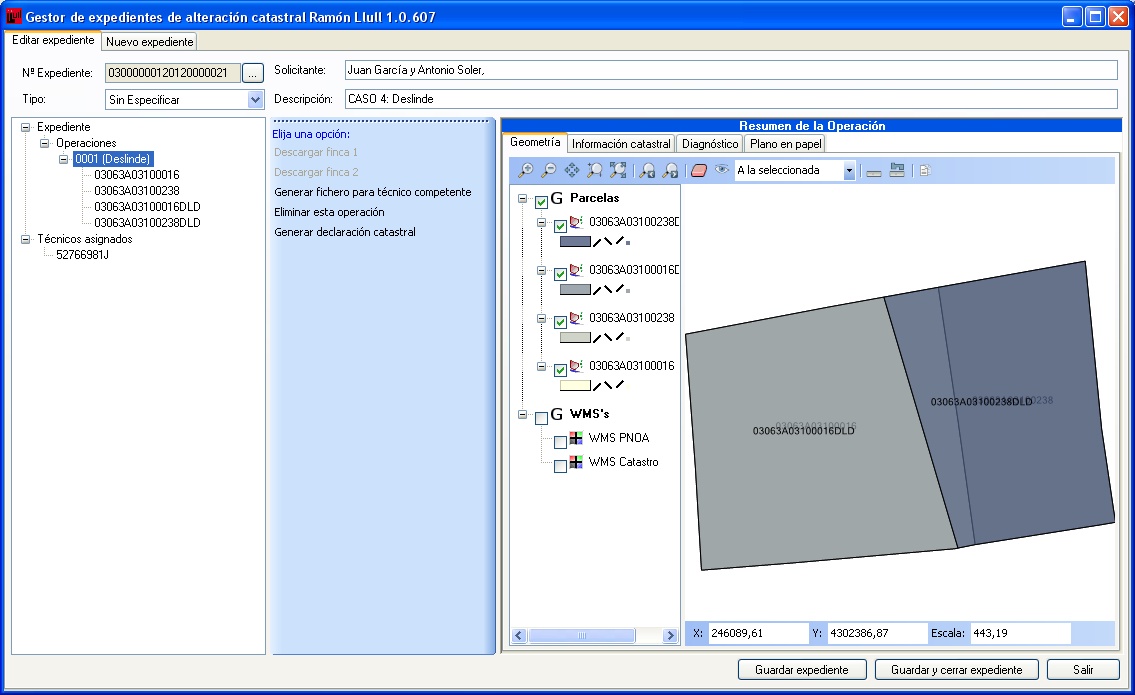 Gestor de expedientes de alteración catastral Ramón Llull 1.0.607
Editar expediente Nuevo expediente
Nº Expediente: 03000000120120000021 ... Solicitante: Juan García y Antonio Soler,
Tipo: Sin Especificar Descripción: CASO 4: Deslinde
Expediente
Operaciones
0001 (Deslinde)
03063A03100016
03063A03100238
03063A03100016DLD
03063A03100238DLD
Técnicos asignados
52766981J
Elija una opción:
Descargar finca 1
Descargar finca 2
Generar fichero para técnico competente
Eliminar esta operación
Generar declaración catastral
Resumen de la Operación
Geometría Información catastral Diagnóstico Plano en papel
A la seleccionada
G Parcelas
03063A03100238D
03063A03100016D
03063A03100238
03063A03100016
G WMS's
WMS PNOA
WMS Catastro
03063A03100016
03063A03100016DLD
03063A03100238DLD
X: 246089,61 Y: 4302386,87 Escala: 443,19
Guardar expediente Guardar y cerrar expediente Salir